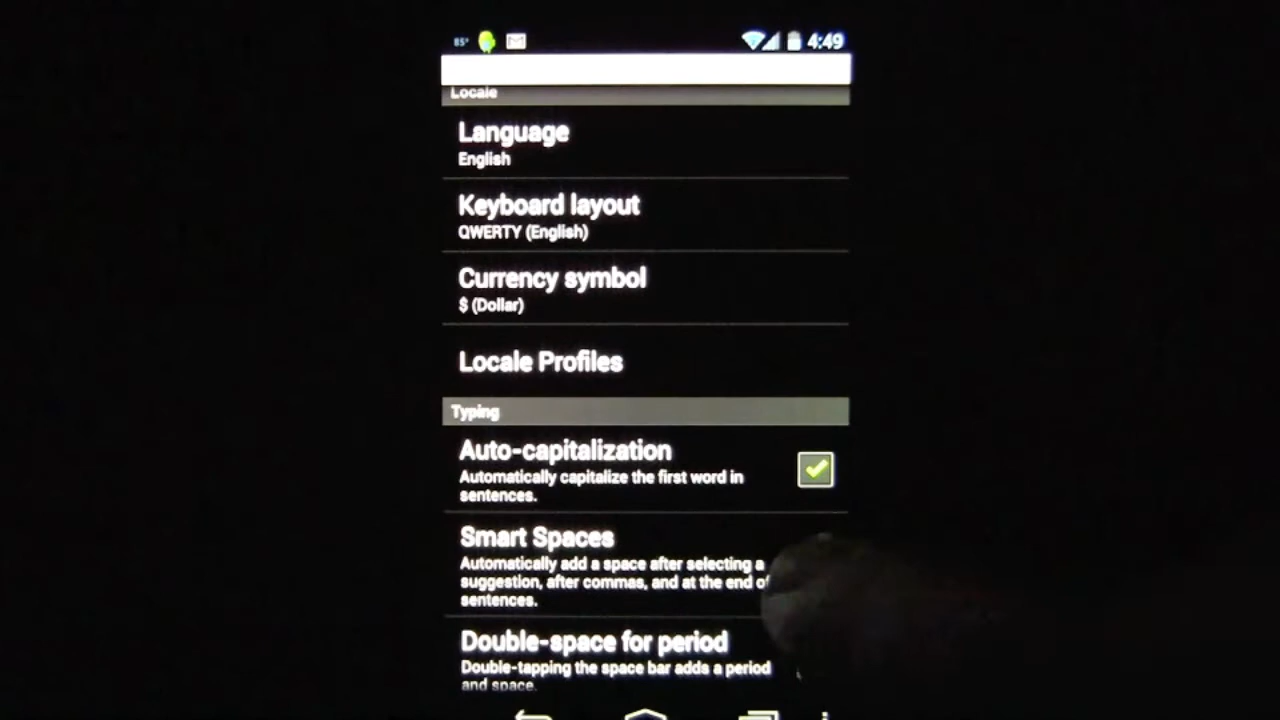 85° 4:49
Locale
Language
English
Keyboard layout
QWERTY (English)
Currency symbol
$ (Dollar)
Locale Profiles
Typing
Auto-capitalization
Automatically capitalize the first word in
sentences.
Smart Spaces
Automatically add a space after selecting a
suggestion, after commas, and at the end of
sentences.
Double-space for period
Double-tapping the space bar adds a period
and space.